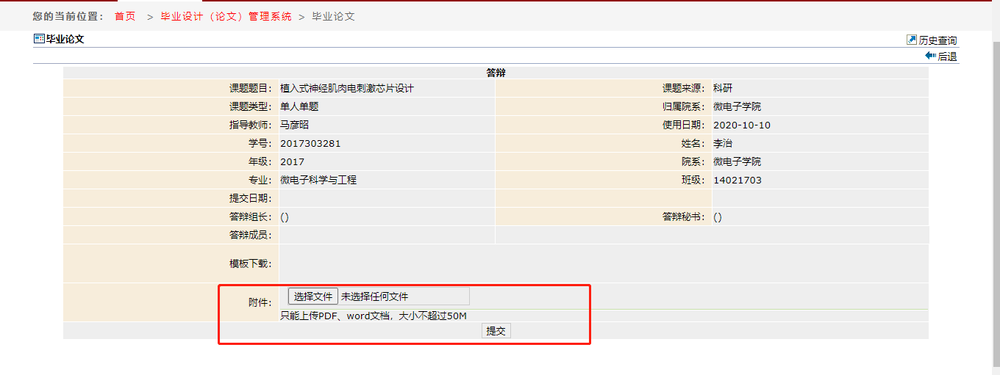 您的当前位置： 首页 > 毕业设计（论文）管理系统 > 毕业论文
毕业论文
历史查询
后退
答辩
课题题目： 植入式神经肌肉电刺激芯片设计 课题来源： 科研
课题类型： 单人单题 归属院系： 微电子学院
指导教师： 马彦昭 使用日期： 2020-10-10
学号： 2017303281 姓名： 李治
年级： 2017 院系： 微电子学院
专业： 微电子科学与工程 班级： 14021703
提交日期：
答辩组长： () 答辩秘书： ()
答辩成员：
模板下载：
附件： 选择文件 未选择任何文件
只能上传PDF、word文档，大小不超过50M
提交